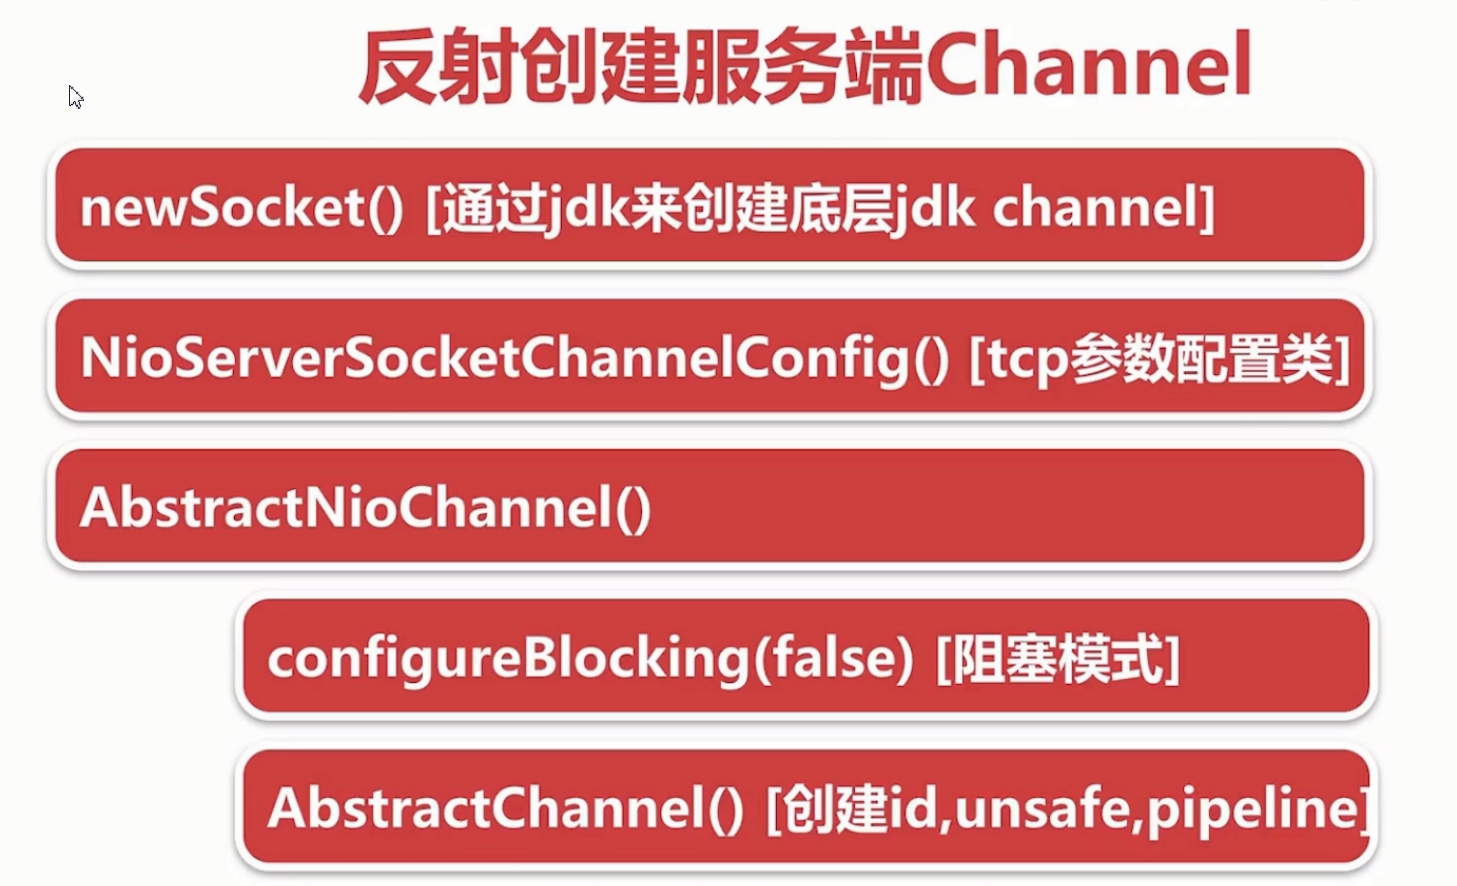 反射创建服务端Channel
newSocket() [通过jdk来创建底层jdk channel]
NioServerSocketChannelConfig() [tcp参数配置类]
AbstractNioChannel()
configureBlocking(false) [阻塞模式]
AbstractChannel() [创建id,unsafe,pipeline]